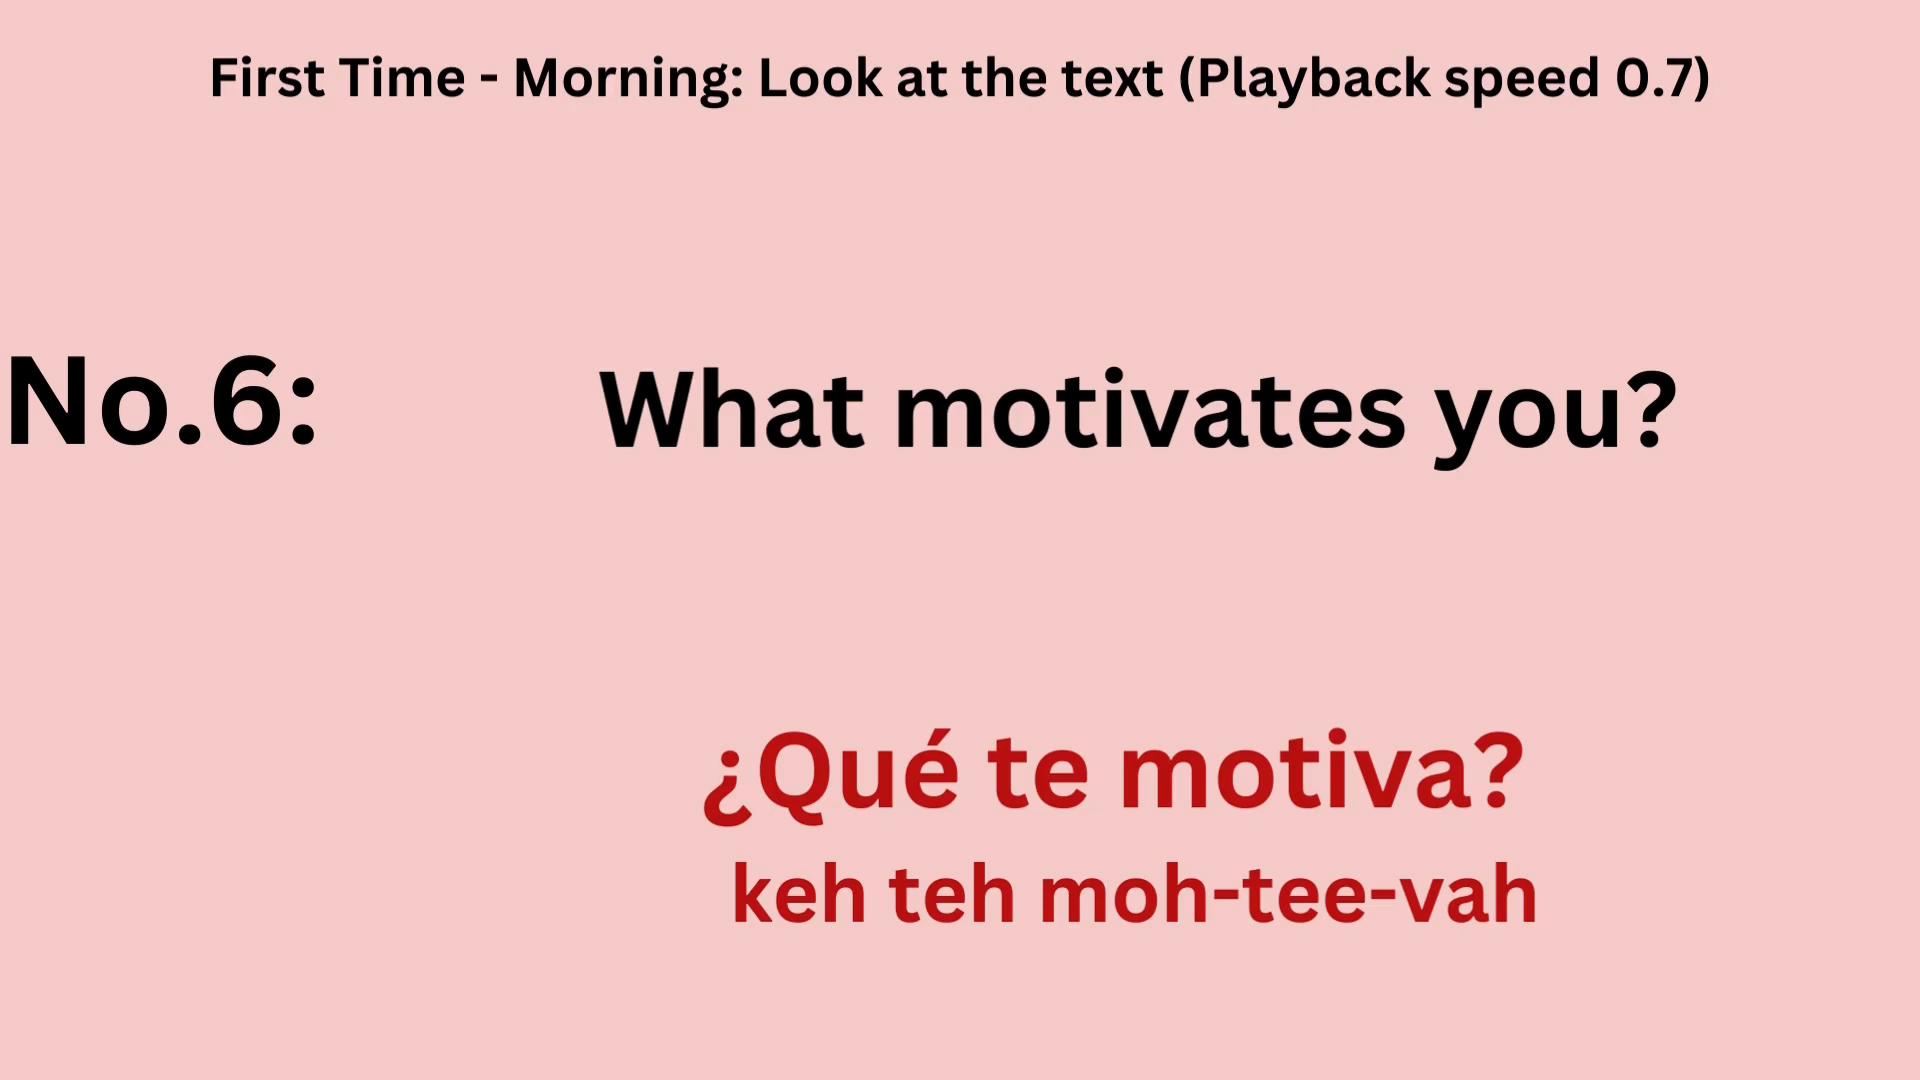 First Time - Morning: Look at the text (Playback speed 0.7)
No.6:
What motivates you?
¿Qué te motiva?
keh teh moh-tee-vah